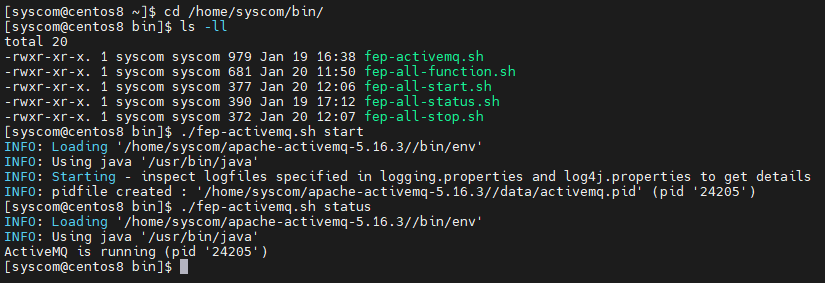 [syscom@centos8 ~]$ cd /home/syscom/bin/
[syscom@centos8 bin]$ ls -ll
total 20
-rwxr-xr-x. 1 syscom syscom 979 Jan 19 16:38 fep-activemq.sh
-rwxr-xr-x. 1 syscom syscom 681 Jan 20 11:50 fep-all-function.sh
-rwxr-xr-x. 1 syscom syscom 377 Jan 20 12:06 fep-all-start.sh
-rwxr-xr-x. 1 syscom syscom 390 Jan 19 17:12 fep-all-status.sh
-rwxr-xr-x. 1 syscom syscom 372 Jan 20 12:07 fep-all-stop.sh
[syscom@centos8 bin]$ ./fep-activemq.sh start
INFO: Loading '/home/syscom/apache-activemq-5.16.3//bin/env'
INFO: Using java '/usr/bin/java'
INFO: Starting - inspect logfiles specified in logging.properties and log4j.properties to get details
INFO: pidfile created : '/home/syscom/apache-activemq-5.16.3//data/activemq.pid' (pid '24205')
[syscom@centos8 bin]$ ./fep-activemq.sh status
INFO: Loading '/home/syscom/apache-activemq-5.16.3//bin/env'
INFO: Using java '/usr/bin/java'
ActiveMQ is running (pid '24205')
[syscom@centos8 bin]$